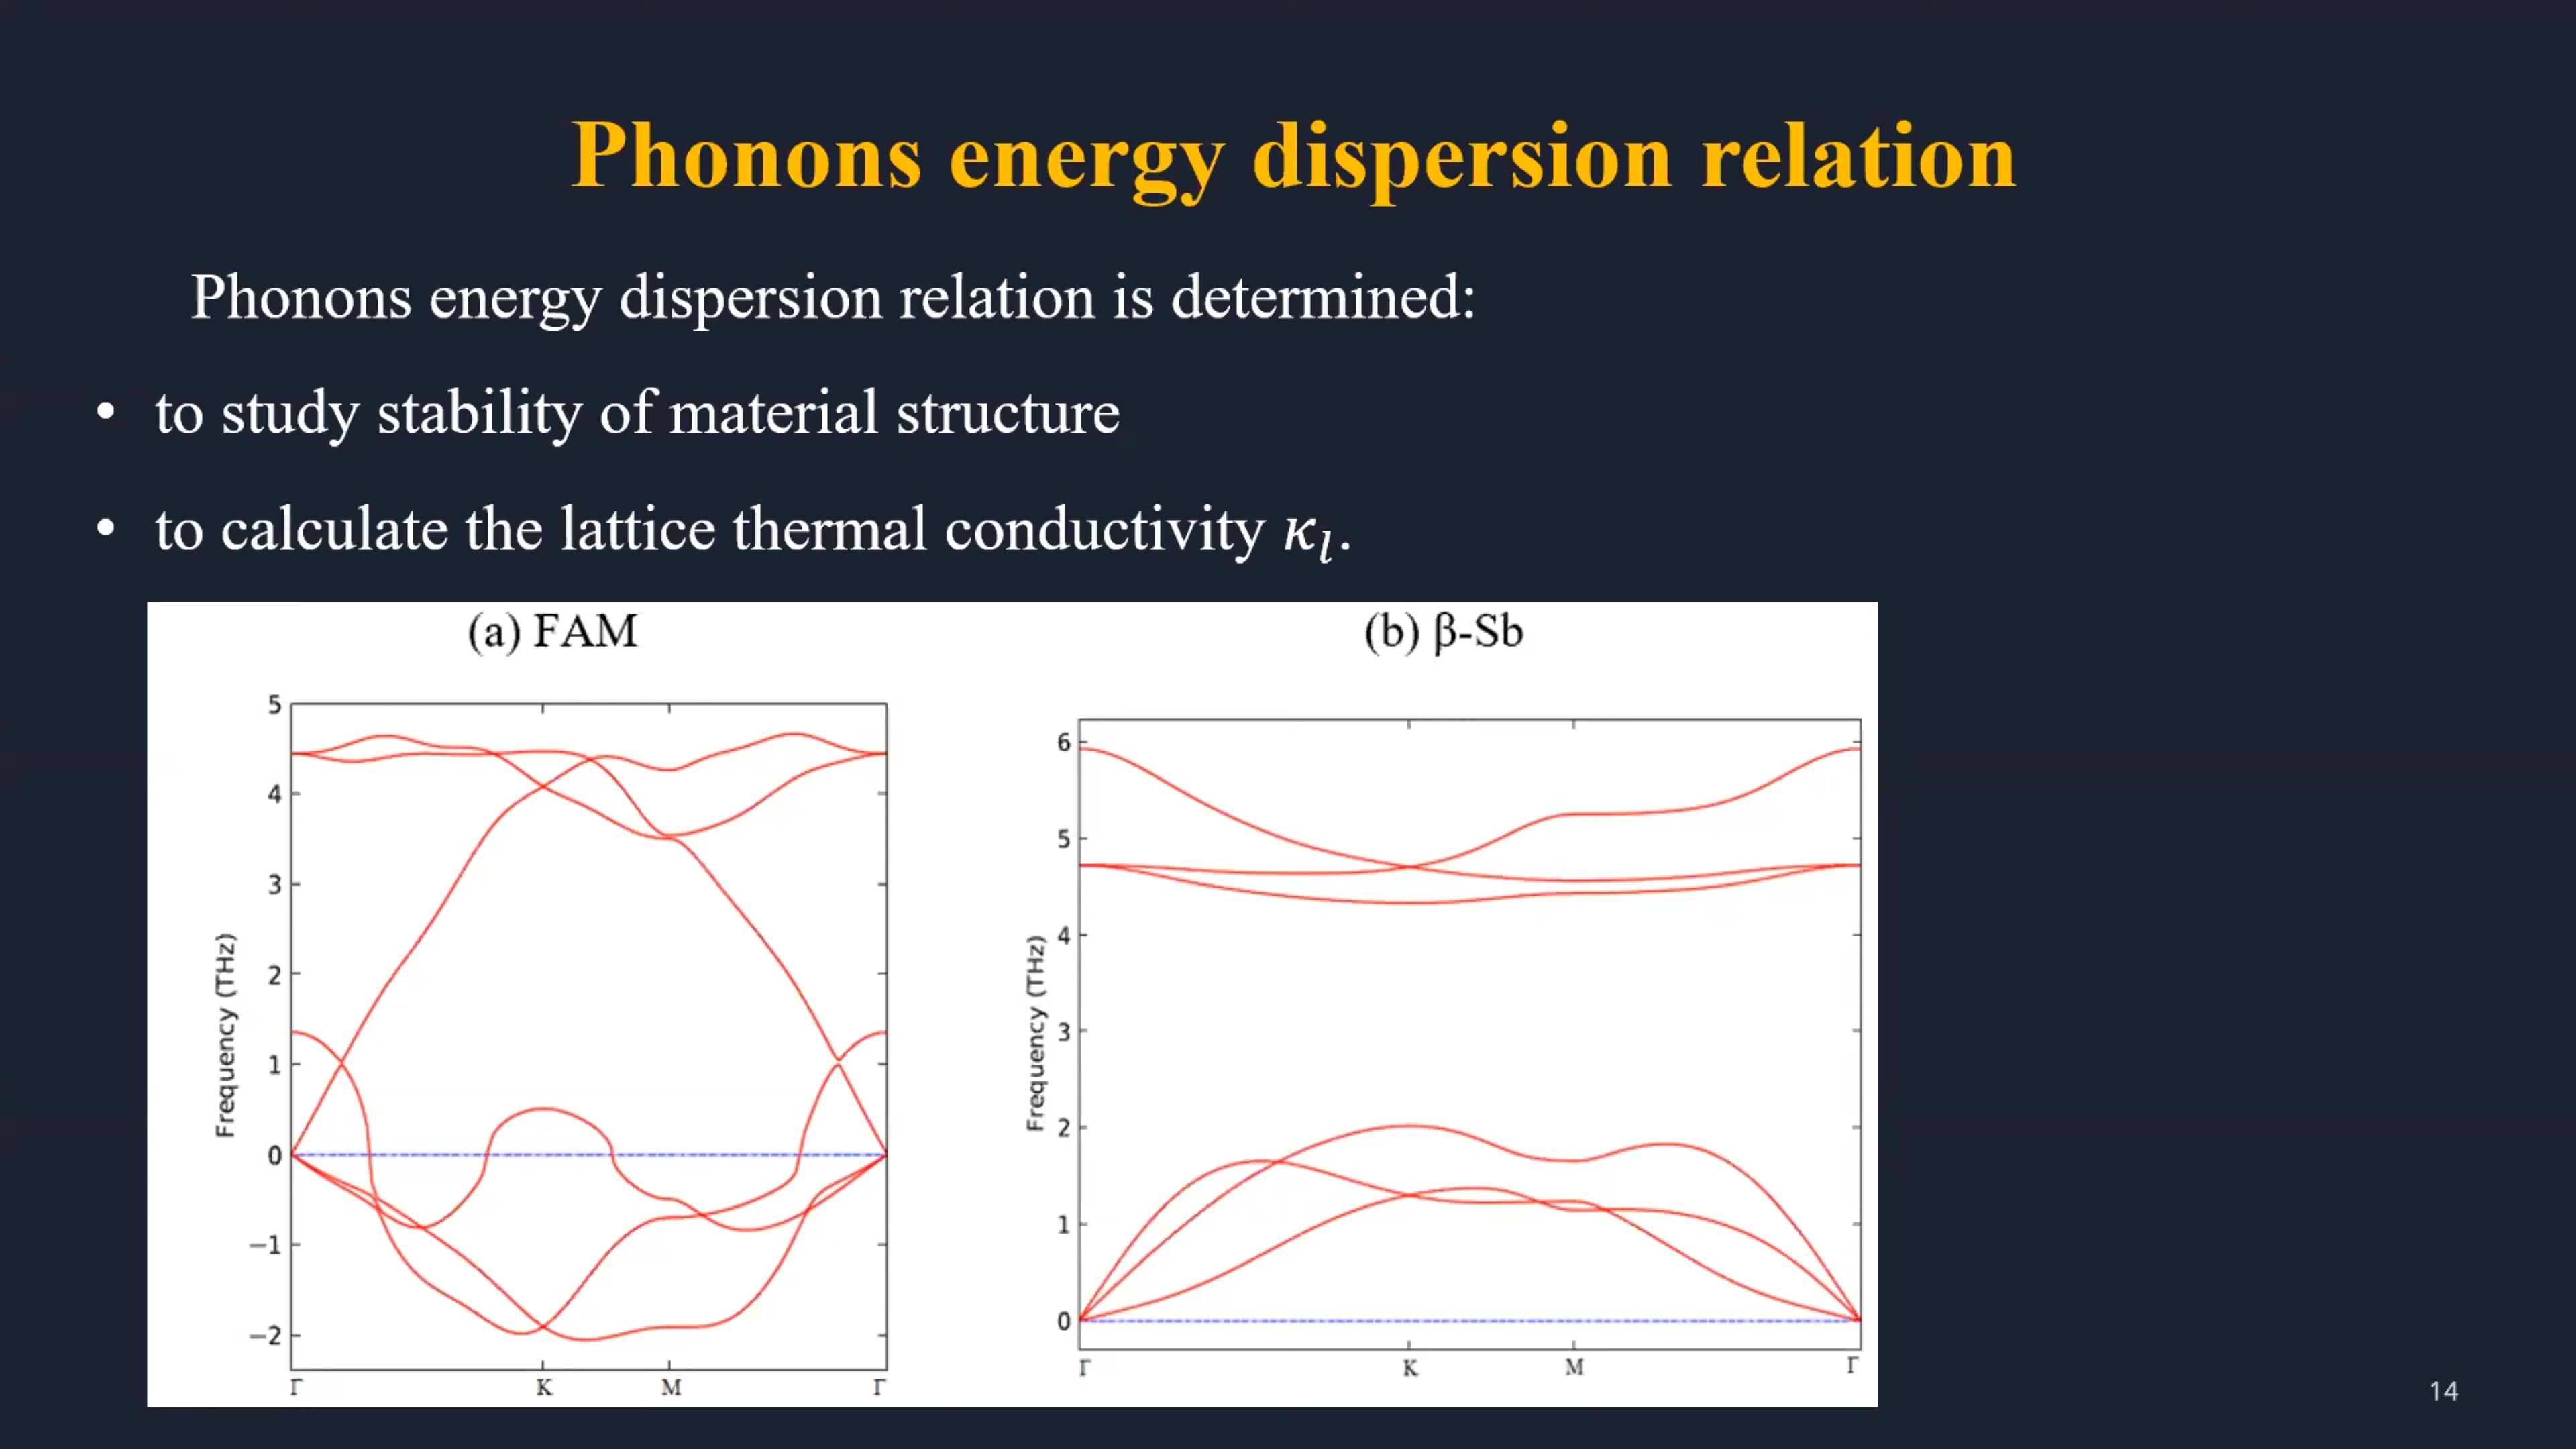 Phonons energy dispersion relation
Phonons energy dispersion relation is determined:
• to study stability of material structure
• to calculate the lattice thermal conductivity κₗ.
(a) FAM
(b) β-Sb
5
4
3
2
1
0
−1
−2
Frequency (THz)
Γ K M Γ
6
5
4
3
2
1
0
Frequency (THz)
Γ K M Γ
14